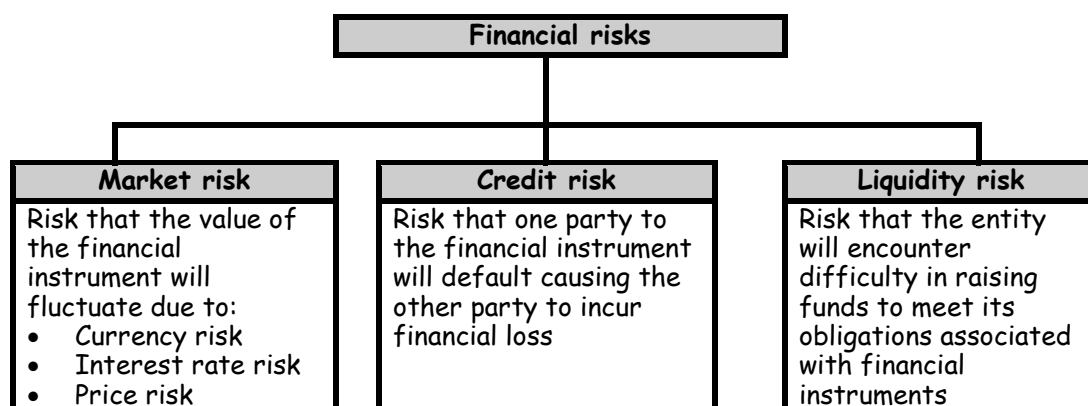 Financial risks
Market risk
Risk that the value of
the financial
instrument will
fluctuate due to:
• Currency risk
• Interest rate risk
• Price risk
Credit risk
Risk that one party to
the financial instrument
will default causing the
other party to incur
financial loss
Liquidity risk
Risk that the entity
will encounter
difficulty in raising
funds to meet its
obligations associated
with financial
instruments